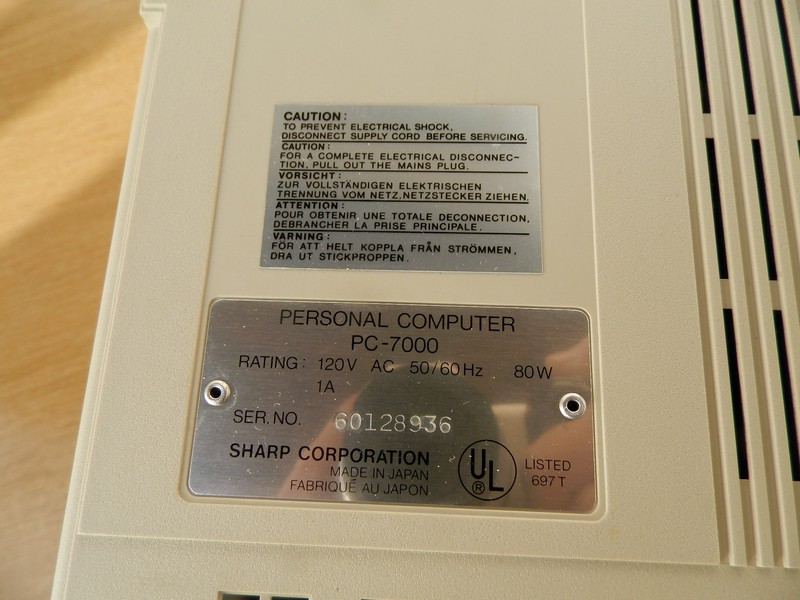 CAUTION:
TO PREVENT ELECTRICAL SHOCK,
DISCONNECT SUPPLY CORD BEFORE SERVICING.
CAUTION:
FOR A COMPLETE ELECTRICAL DISCONNEC-
TION, PULL OUT THE MAINS PLUG.
VORSICHT:
ZUR VOLLSTÄNDIGEN ELEKTRISCHEN
TRENNUNG VOM NETZ, NETZSTECKER ZIEHEN.
ATTENTION:
POUR OBTENIR UNE TOTALE DECONNECTION,
DEBRANCHER LA PRISE PRINCIPALE.
VARNING:
FÖR ATT HELT KOPPLA FRÅN STRÖMMEN,
DRA UT STICKPROPPEN.
PERSONAL COMPUTER
PC-7000
RATING: 120V AC 50/60Hz 80W
1A
SER. NO. 60128936
SHARP CORPORATION
MADE IN JAPAN
FABRIQUÉ AU JAPON
UL ®
LISTED
697T